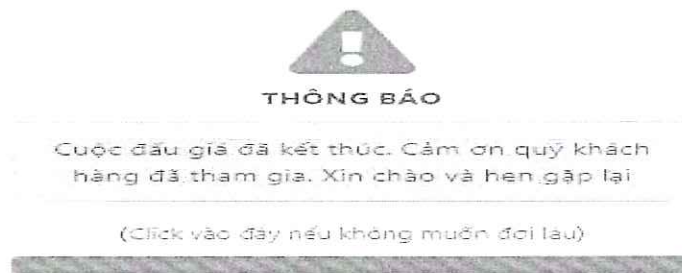 THÔNG BÁO
Cuộc đấu giá đã kết thúc. Cảm ơn quý khách
hàng đã tham gia. Xin chào và hẹn gặp lại
(Click vào đây nếu không muốn đợi lâu)